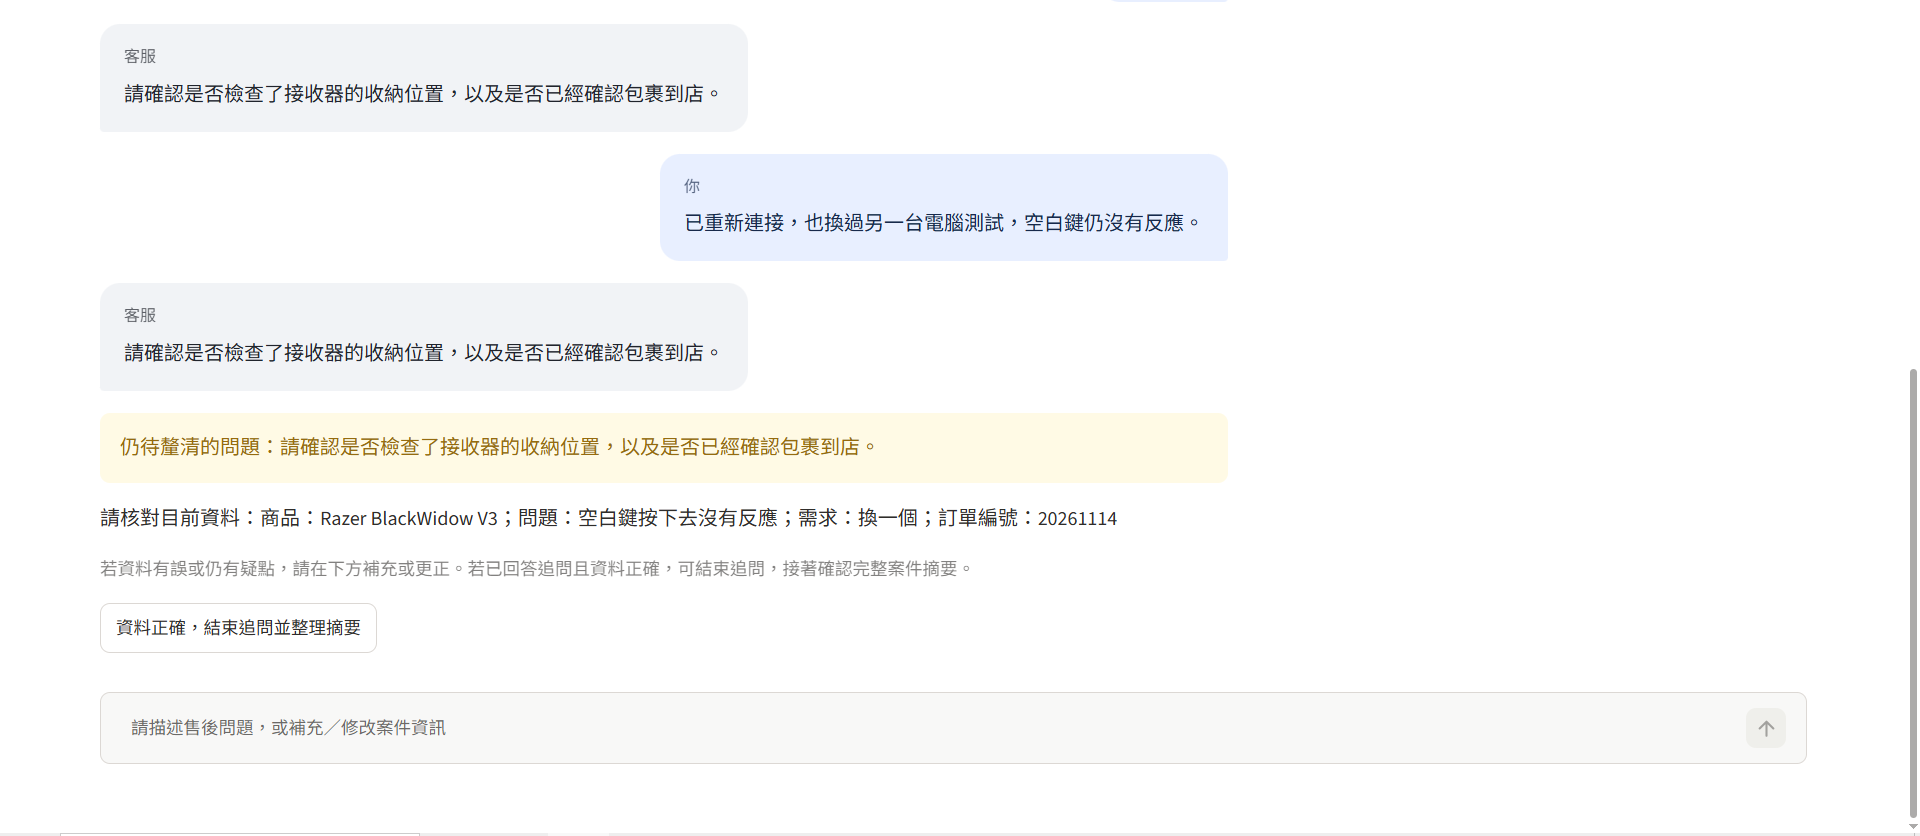 客服
請確認是否檢查了接收器的收納位置，以及是否已經確認包裹到店。
你
已重新連接，也換過另一台電腦測試，空白鍵仍沒有反應。
客服
請確認是否檢查了接收器的收納位置，以及是否已經確認包裹到店。
仍待釐清的問題：請確認是否檢查了接收器的收納位置，以及是否已經確認包裹到店。
請核對目前資料：商品：Razer BlackWidow V3；問題：空白鍵按下去沒有反應；需求：換一個；訂單編號：20261114
若資料有誤或仍有疑點，請在下方補充或更正。若已回答追問且資料正確，可結束追問，接著確認完整案件摘要。
資料正確，結束追問並整理摘要
請描述售後問題，或補充／修改案件資訊